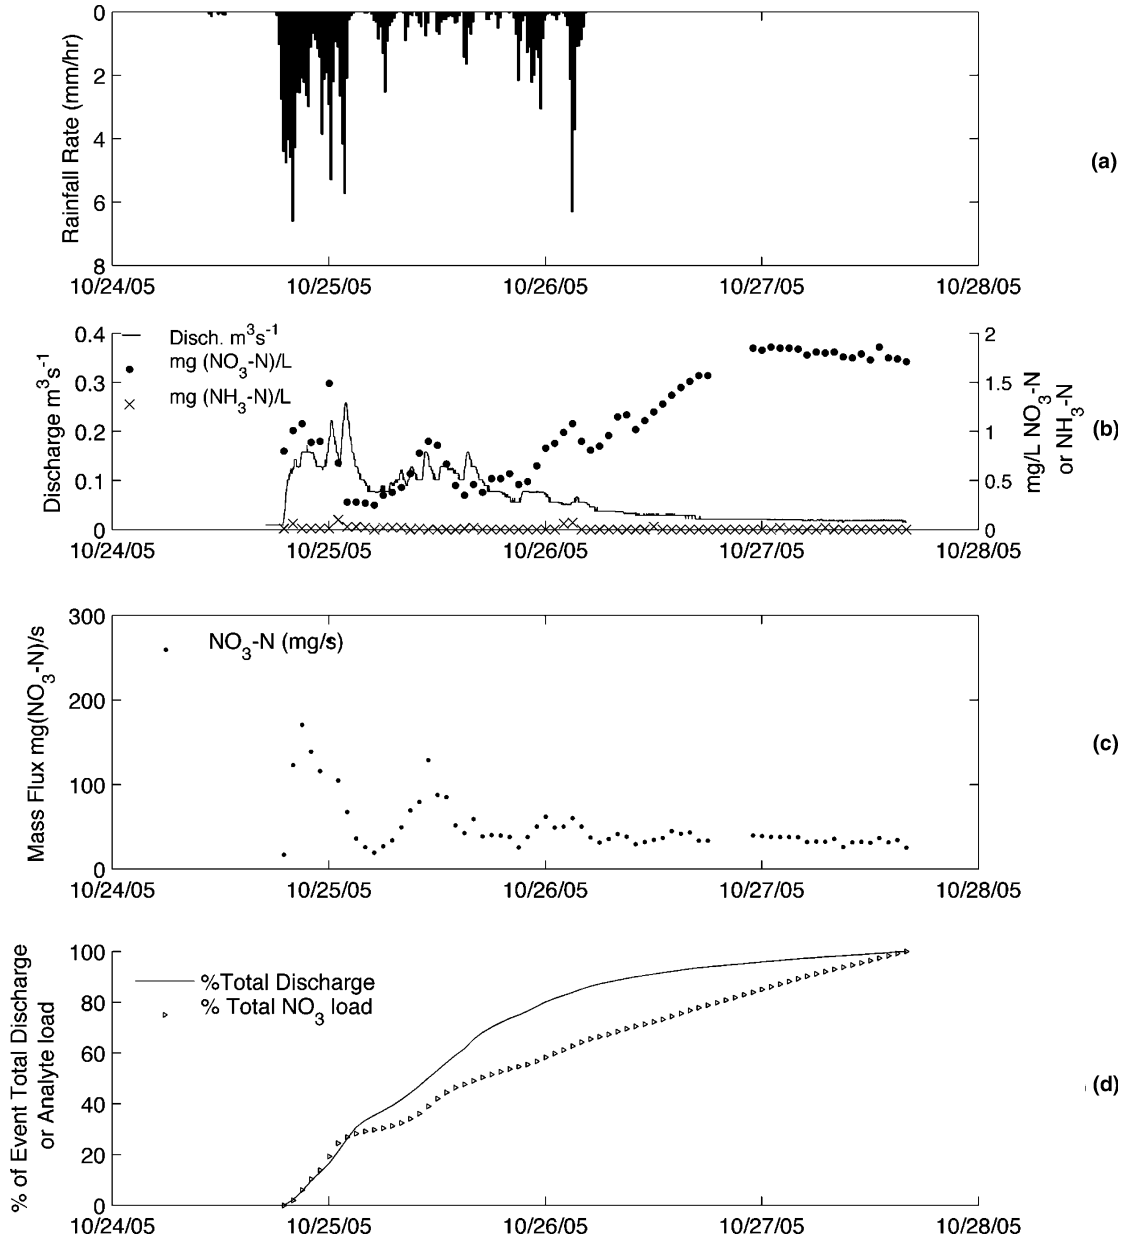 0
2
4
6
8
Rainfall Rate (mm/hr)
10/24/05 10/25/05 10/26/05 10/27/05 10/28/05
(a)
0.4
0.3
0.2
0.1
0
Discharge m³s⁻¹
Disch. m³s⁻¹
mg (NO₃-N)/L
mg (NH₃-N)/L
2
1.5
1
0.5
0
mg/L NO₃-N
or NH₃-N
10/24/05 10/25/05 10/26/05 10/27/05 10/28/05
(b)
300
200
100
0
Mass Flux mg(NO₃-N)/s
NO₃-N (mg/s)
10/24/05 10/25/05 10/26/05 10/27/05 10/28/05
(c)
100
80
60
40
20
0
% of Event Total Discharge
or Analyte load
%Total Discharge
% Total NO₃ load
10/24/05 10/25/05 10/26/05 10/27/05 10/28/05
(d)